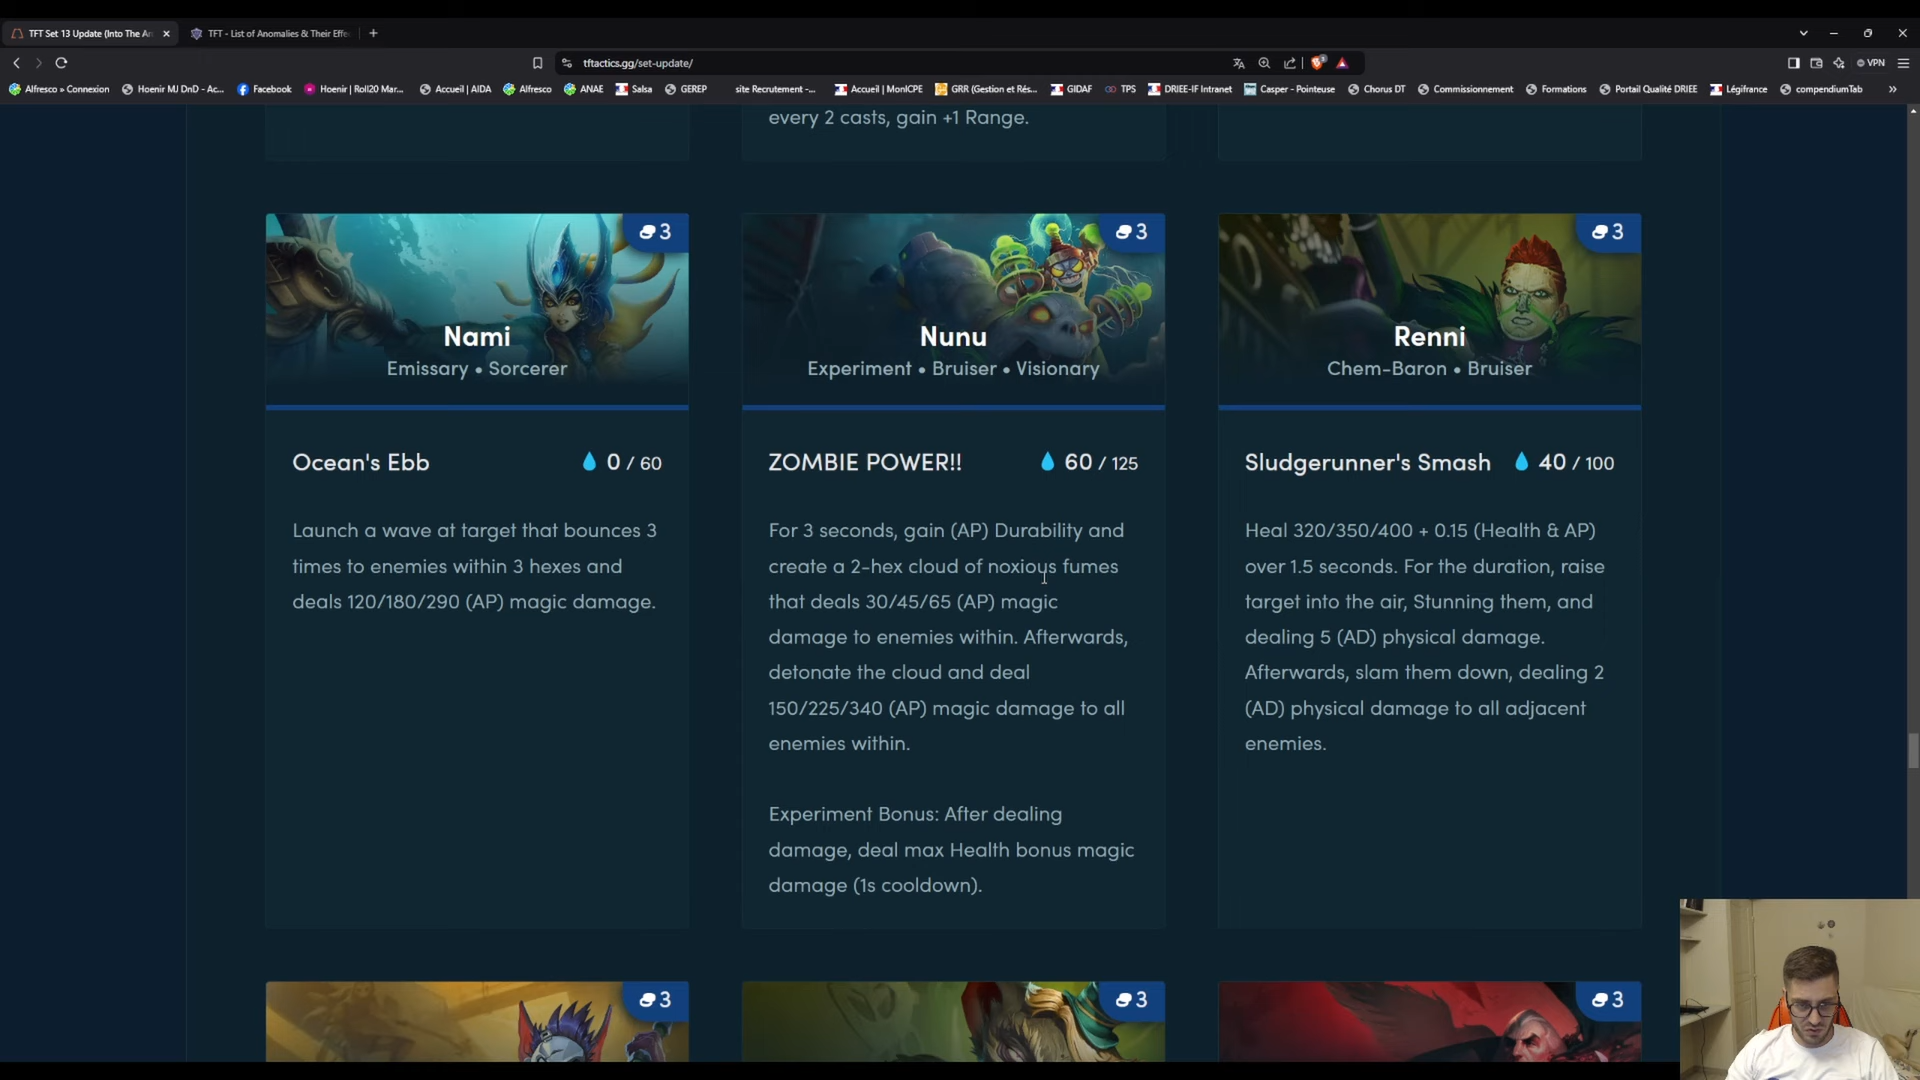 TFT Set 13 Update (Into The Ar
TFT - List of Anomalies & Their Effe
tftactics.gg/set-update/
VPN
Alfresco » Connexion
Hoenir MJ DnD - Ac...
Facebook
Hoenir | Roll20 Mar...
Accueil | AIDA
Alfresco
ANAE
Salsa
GEREP
site Recrutement -...
Accueil | MonICPE
GRR (Gestion et Rés...
GIDAF
TPS
DRIEE-IF Intranet
Casper - Pointeuse
Chorus DT
Commissionnement
Formations
Portail Qualité DRIEE
Légifrance
compendiumTab
every 2 casts, gain +1 Range.
3
Nami
Emissary • Sorcerer
Ocean's Ebb
0 / 60
Launch a wave at target that bounces 3
times to enemies within 3 hexes and
deals 120/180/290 (AP) magic damage.
3
Nunu
Experiment • Bruiser • Visionary
ZOMBIE POWER!!
60 / 125
For 3 seconds, gain (AP) Durability and
create a 2-hex cloud of noxious fumes
that deals 30/45/65 (AP) magic
damage to enemies within. Afterwards,
detonate the cloud and deal
150/225/340 (AP) magic damage to all
enemies within.
Experiment Bonus: After dealing
damage, deal max Health bonus magic
damage (1s cooldown).
3
Renni
Chem-Baron • Bruiser
Sludgerunner's Smash
40 / 100
Heal 320/350/400 + 0.15 (Health & AP)
over 1.5 seconds. For the duration, raise
target into the air, Stunning them, and
dealing 5 (AD) physical damage.
Afterwards, slam them down, dealing 2
(AD) physical damage to all adjacent
enemies.
3
3
3